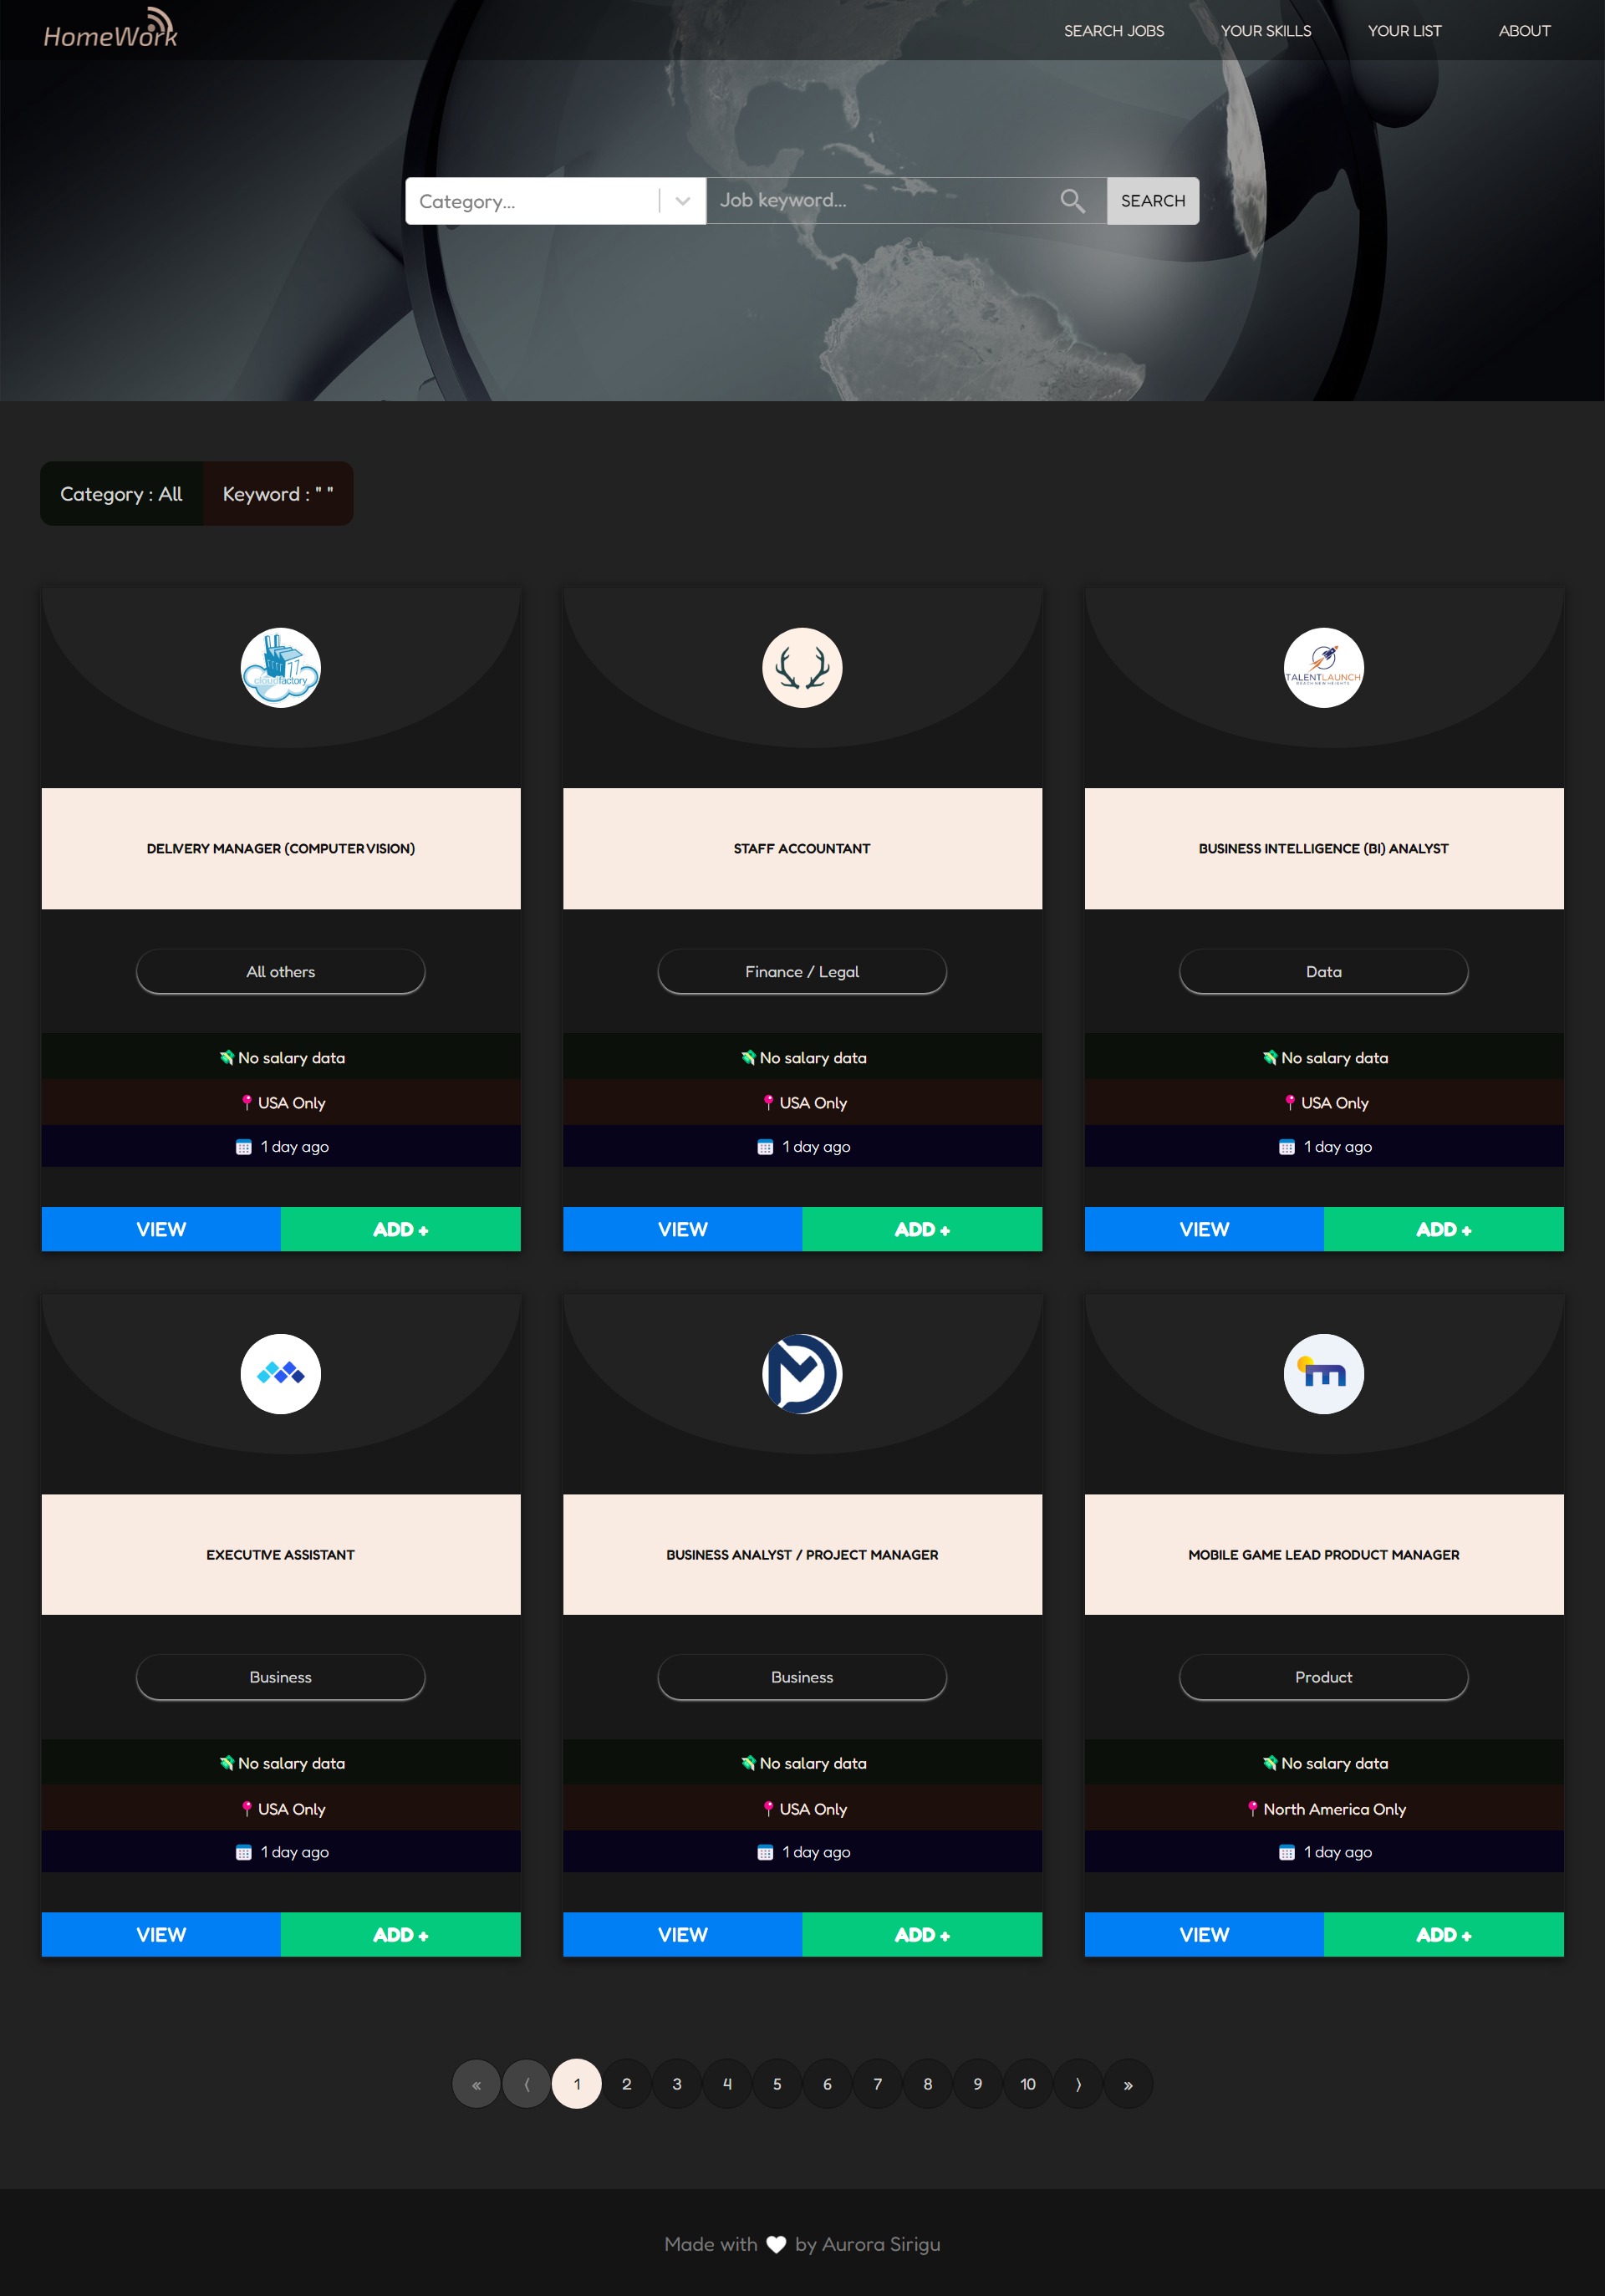 HomeWork
SEARCH JOBS YOUR SKILLS YOUR LIST ABOUT
Category... Job keyword... SEARCH
Category : All Keyword : " "
cloudfactory
TALENTLAUNCH
REACH NEW HEIGHTS
DELIVERY MANAGER (COMPUTER VISION) STAFF ACCOUNTANT BUSINESS INTELLIGENCE (BI) ANALYST
All others Finance / Legal Data
No salary data No salary data No salary data
USA Only USA Only USA Only
1 day ago 1 day ago 1 day ago
VIEW ADD + VIEW ADD + VIEW ADD +
m
EXECUTIVE ASSISTANT BUSINESS ANALYST / PROJECT MANAGER MOBILE GAME LEAD PRODUCT MANAGER
Business Business Product
No salary data No salary data No salary data
USA Only USA Only North America Only
1 day ago 1 day ago 1 day ago
VIEW ADD + VIEW ADD + VIEW ADD +
« ⟨ 1 2 3 4 5 6 7 8 9 10 ⟩ »
Made with 🤍 by Aurora Sirigu